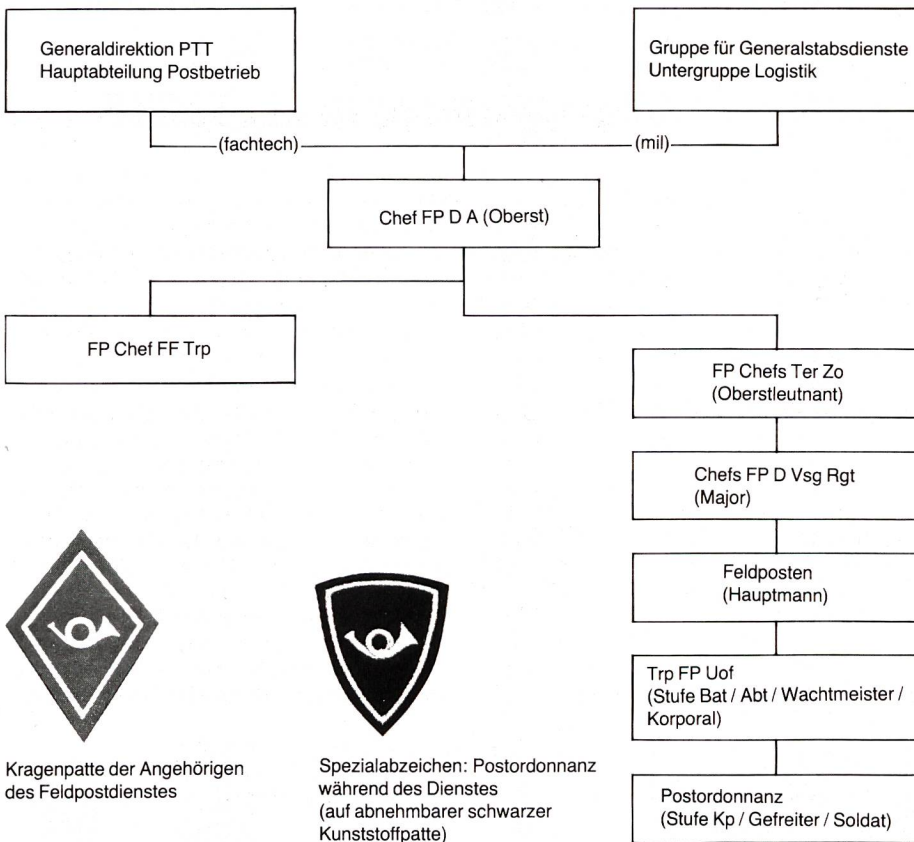 Generaldirektion PTT
Hauptabteilung Postbetrieb
Gruppe für Generalstabsdienste
Untergruppe Logistik
(fachtech)
(mil)
Chef FP D A (Oberst)
FP Chef FF Trp
FP Chefs Ter Zo
(Oberstleutnant)
Chefs FP D Vsg Rgt
(Major)
Feldposten
(Hauptmann)
Trp FP Uof
(Stufe Bat / Abt / Wachtmeister /
Korporal)
Postordonnanz
(Stufe Kp / Gefreiter / Soldat)
Kragenpatte der Angehörigen
des Feldpostdienstes
Spezialabzeichen: Postordonnanz
während des Dienstes
(auf abnehmbarer schwarzer
Kunststoffpatte)